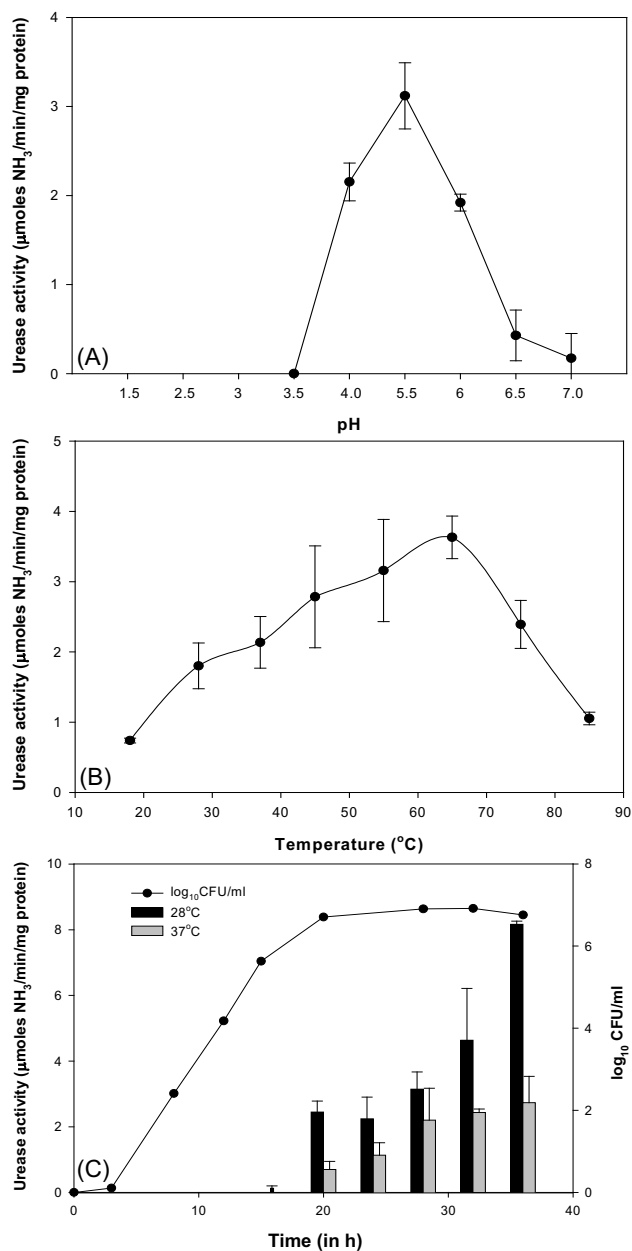 Urease activity (μmoles NH3/min/mg protein)
4
3
2
1
0
(A)
1.5 2.5 3 3.5 4.0 5.5 6 6.5 7.0
pH
Urease activity (μmoles NH3/min/mg protein)
5
4
3
2
1
0
(B)
10 20 30 40 50 60 70 80 90
Temperature (oC)
Urease activity (μmoles NH3/min/mg protein)
10
8
6
4
2
0
log10CFU/ml
28oC
37oC
(C)
8
6
4
2
0
log10 CFU/ml
0 10 20 30 40
Time (in h)